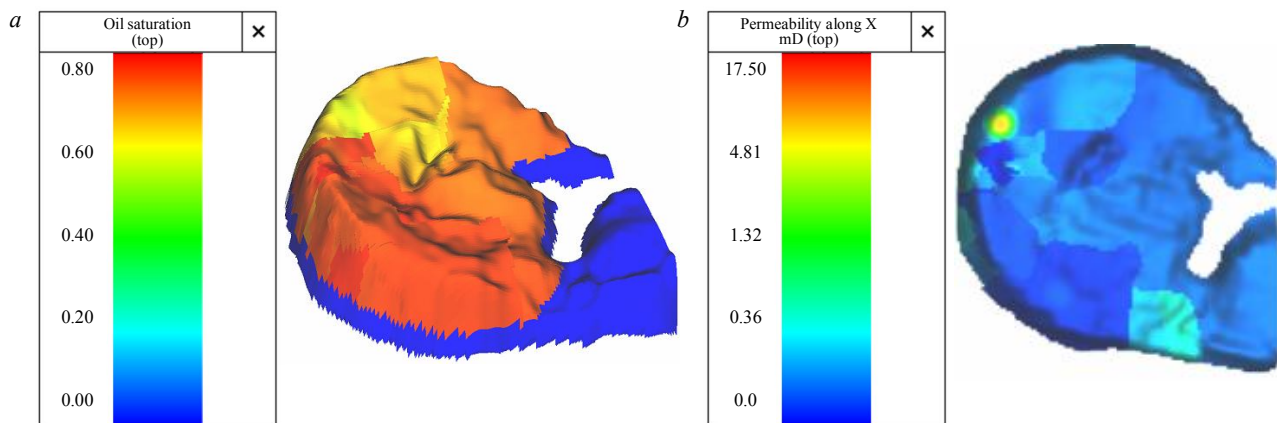 a
Oil saturation
(top)
×
0.80
0.60
0.40
0.20
0.00
b
Permeability along X
mD (top)
×
17.50
4.81
1.32
0.36
0.0